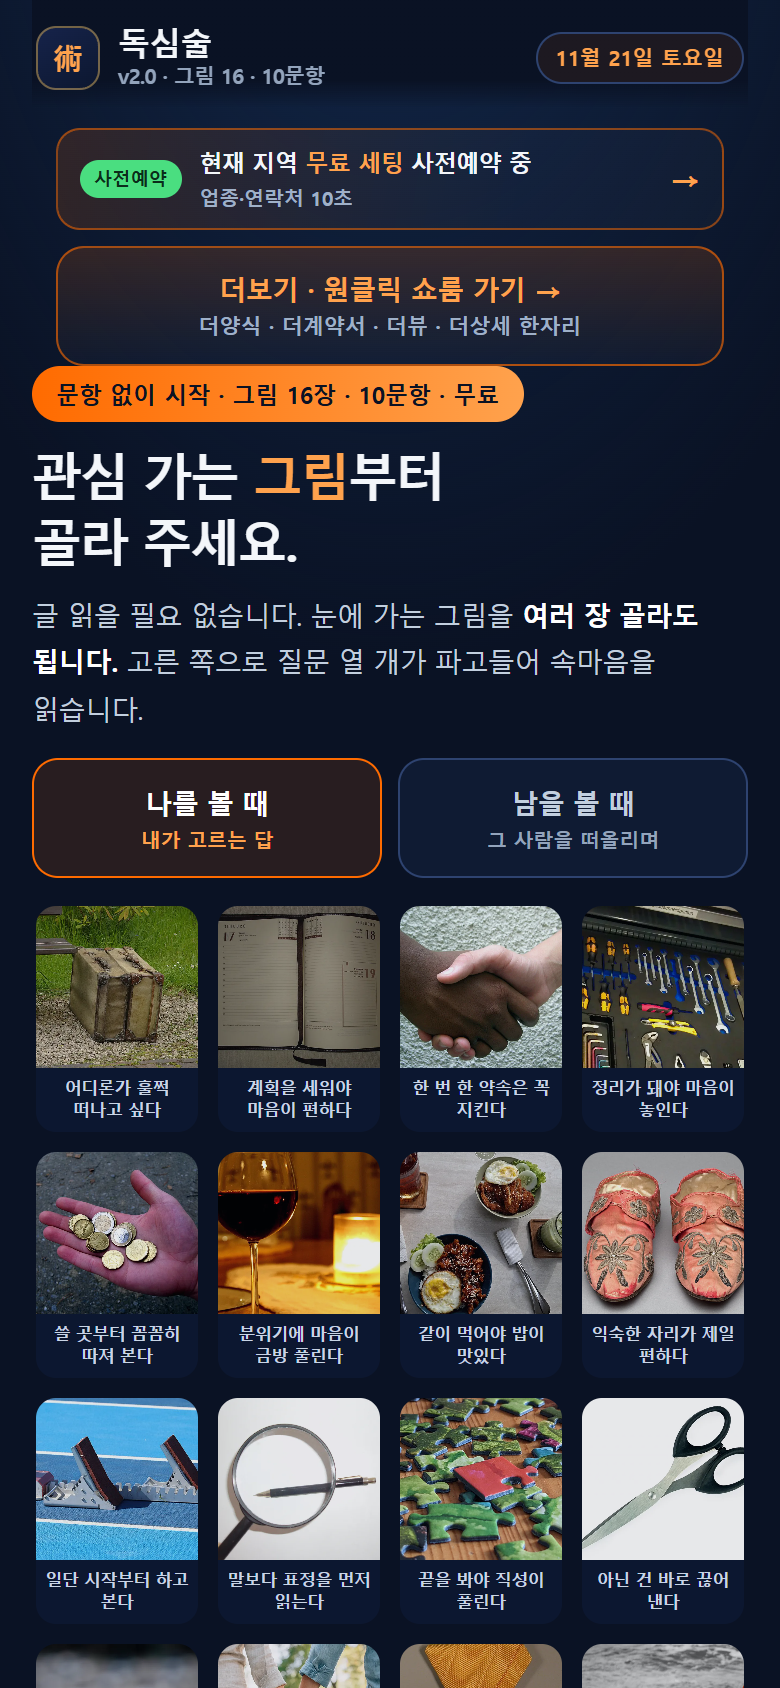 術
독심술
v2.0 · 그림 16 · 10문항
11월 21일 토요일
사전예약
현재 지역 무료 세팅 사전예약 중
업종·연락처 10초
→
더보기 · 원클릭 쇼룸 가기 →
더양식 · 더계약서 · 더뷰 · 더상세 한자리
문항 없이 시작 · 그림 16장 · 10문항 · 무료
관심 가는 그림부터
골라 주세요.
글 읽을 필요 없습니다. 눈에 가는 그림을 여러 장 골라도
됩니다. 고른 쪽으로 질문 열 개가 파고들어 속마음을
읽습니다.
나를 볼 때
내가 고르는 답
남을 볼 때
그 사람을 떠올리며
17
18
19
어디론가 훌쩍
떠나고 싶다
계획을 세워야
마음이 편하다
한 번 한 약속은 꼭
지킨다
정리가 돼야 마음이
놓인다
쓸 곳부터 꼼꼼히
따져 본다
분위기에 마음이
금방 풀린다
같이 먹어야 밥이
맛있다
익숙한 자리가 제일
편하다
일단 시작부터 하고
본다
말보다 표정을 먼저
읽는다
끝을 봐야 직성이
풀린다
아닌 건 바로 끊어
낸다